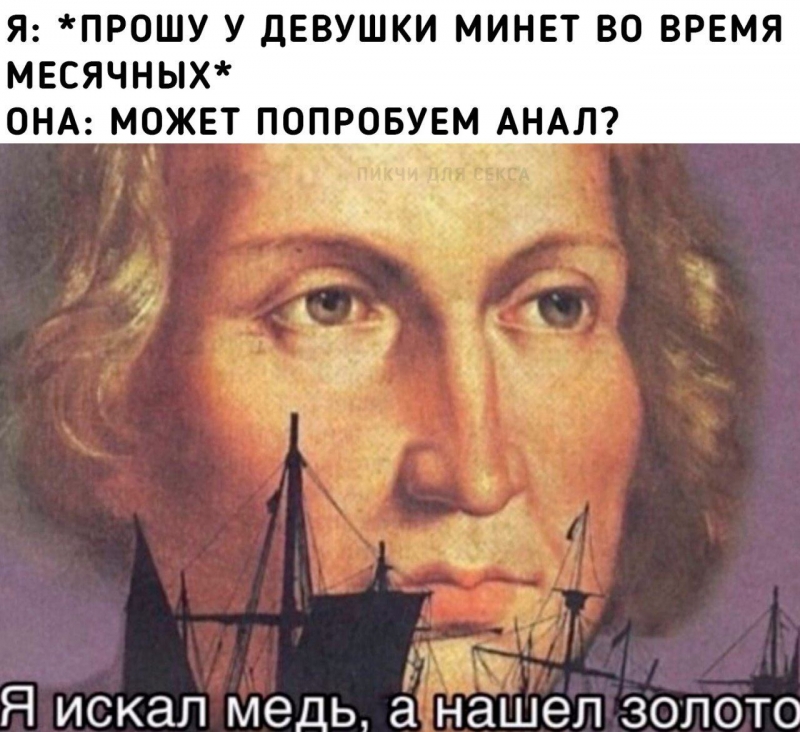 Я: *ПРОШУ У ДЕВУШКИ МИНЕТ ВО ВРЕМЯ
МЕСЯЧНЫХ*
ОНА: МОЖЕТ ПОПРОБУЕМ АНАЛ?
ПИКЧИ ДЛЯ СЕКСА
Я искал медь, а нашел золото